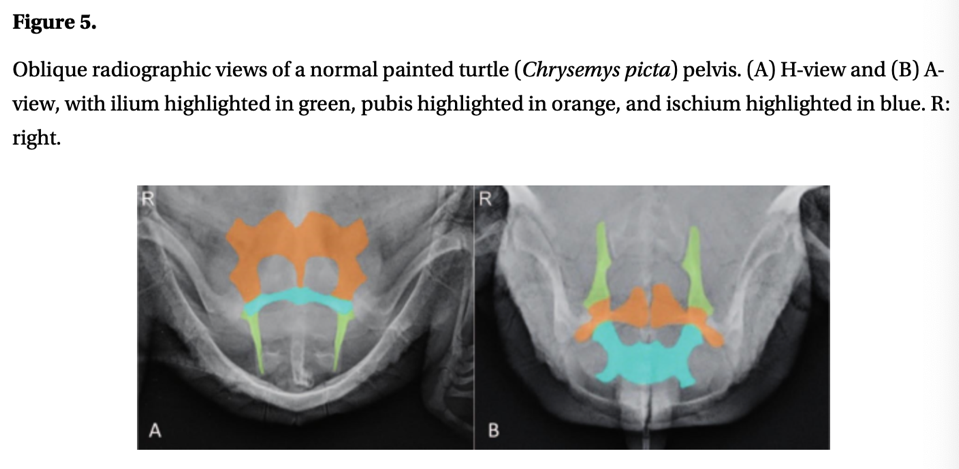 Figure 5.
Oblique radiographic views of a normal painted turtle (Chrysemys picta) pelvis. (A) H-view and (B) A-
view, with ilium highlighted in green, pubis highlighted in orange, and ischium highlighted in blue. R:
right.
R R
A B